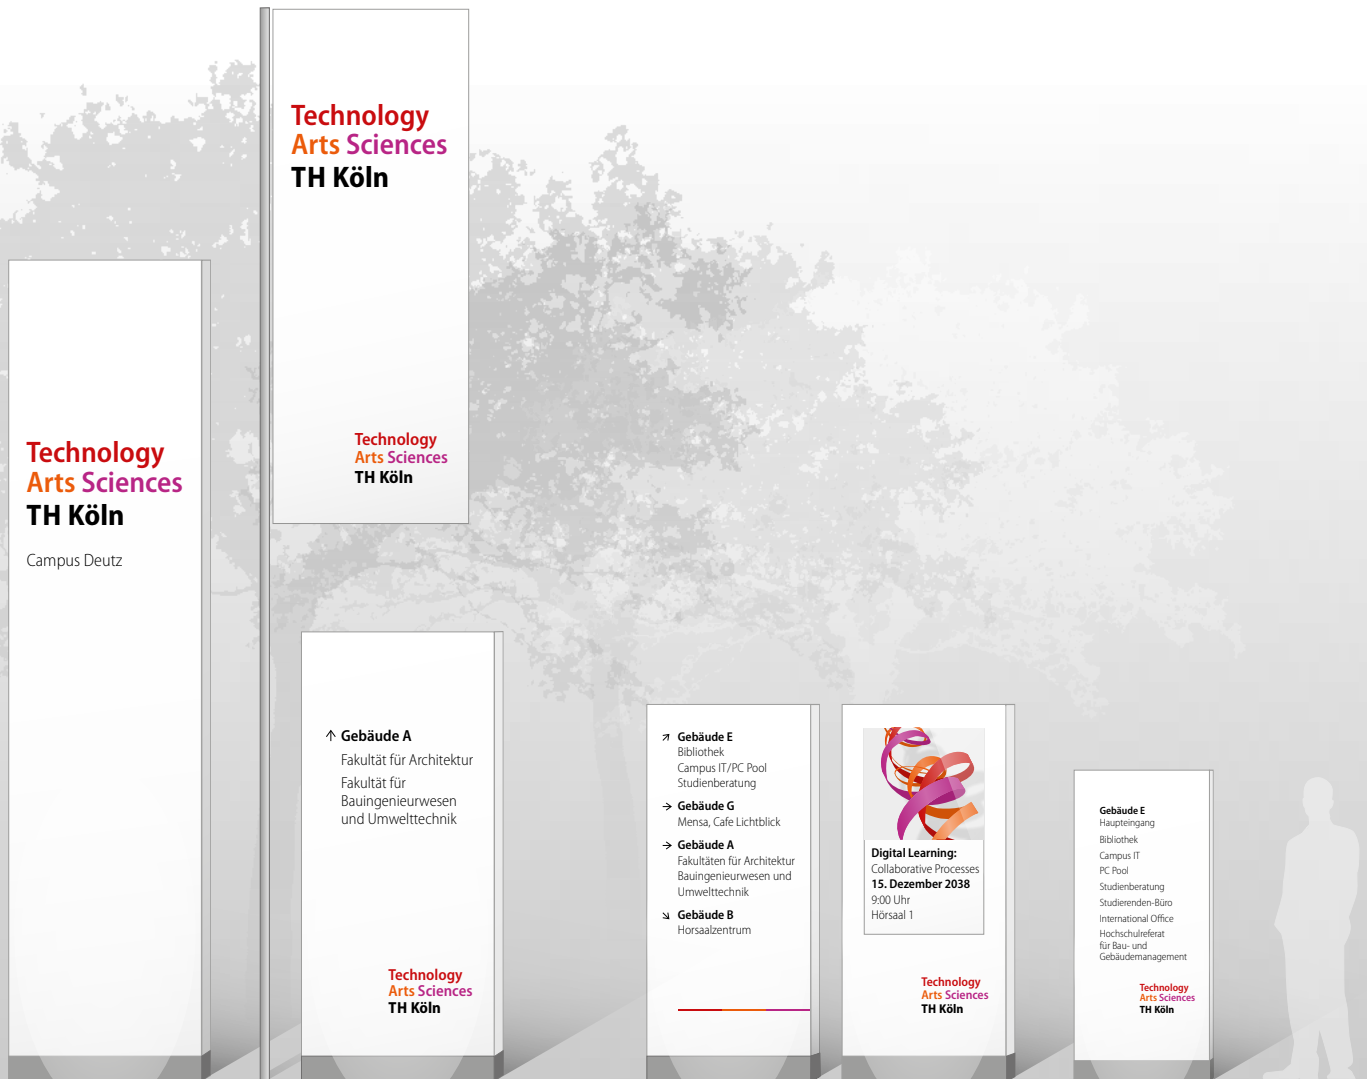 Technology
Arts Sciences
TH Köln
Campus Deutz
Technology
Arts Sciences
TH Köln
Technology
Arts Sciences
TH Köln
↑ Gebäude A
Fakultät für Architektur
Fakultät für
Bauingenieurwesen
und Umwelttechnik
Technology
Arts Sciences
TH Köln
↗ Gebäude E
Bibliothek
Campus IT/PC Pool
Studienberatung
→ Gebäude G
Mensa, Cafe Lichtblick
→ Gebäude A
Fakultäten für Architektur
Bauingenieurwesen und
Umwelttechnik
↘ Gebäude B
Horsaalzentrum
Digital Learning:
Collaborative Processes
15. Dezember 2038
9:00 Uhr
Hörsaal 1
Technology
Arts Sciences
TH Köln
Gebäude E
Haupteingang
Bibliothek
Campus IT
PC Pool
Studienberatung
Studierenden-Büro
International Office
Hochschulreferat
für Bau- und
Gebäudemanagement
Technology
Arts Sciences
TH Köln